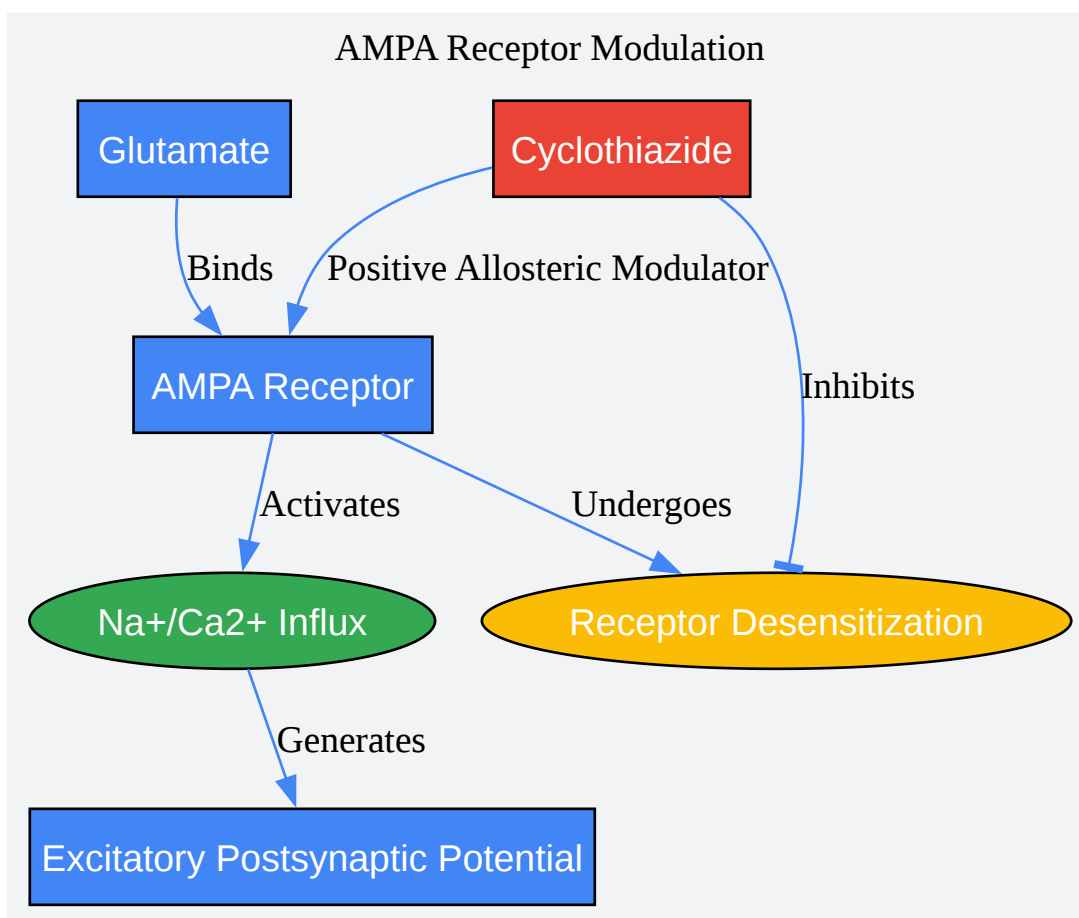 AMPA Receptor Modulation
Glutamate
Cyclothiazide
Binds
Positive Allosteric Modulator
AMPA Receptor
Inhibits
Activates
Undergoes
Na+/Ca2+ Influx
Receptor Desensitization
Generates
Excitatory Postsynaptic Potential